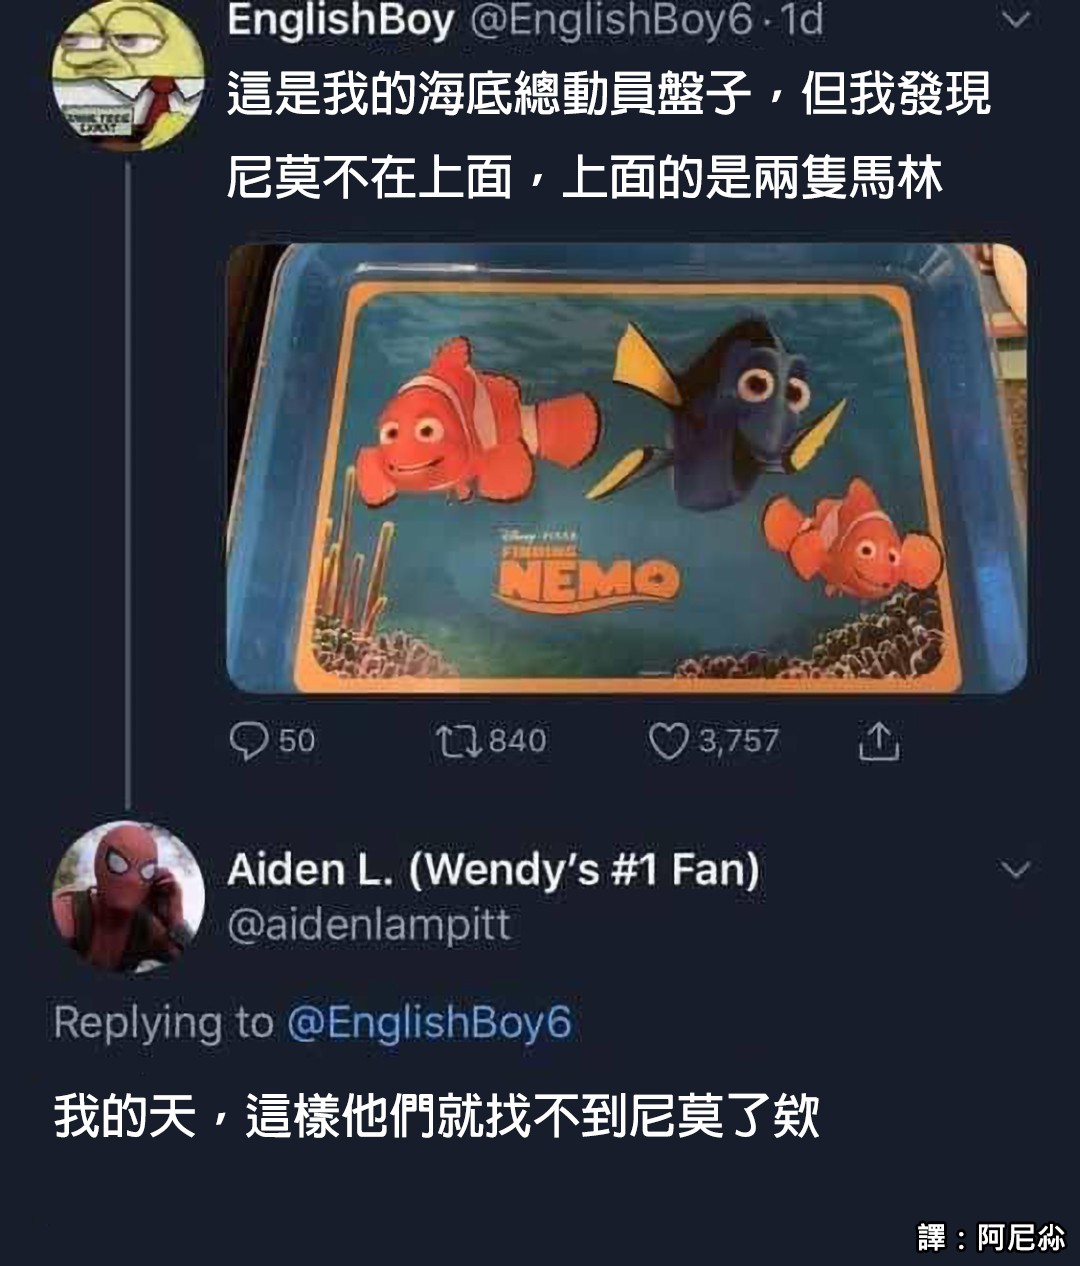 EnglishBoy @EnglishBoy6 · 1d
這是我的海底總動員盤子，但我發現
尼莫不在上面，上面的是兩隻馬林
Disney · PIXAR
FINDING
NEMO
50 840 3,757
Aiden L. (Wendy’s #1 Fan)
@aidenlampitt
Replying to @EnglishBoy6
我的天，這樣他們就找不到尼莫了欸
譯：阿尼尛